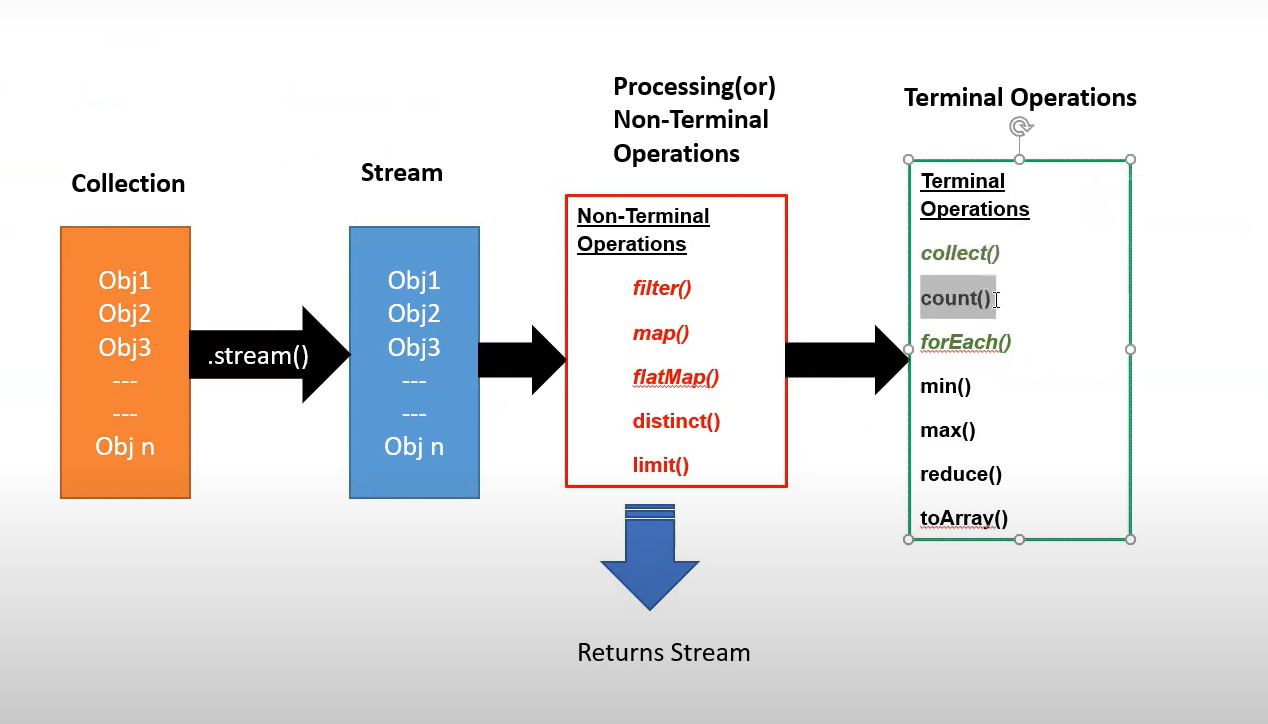 Collection
Obj1
Obj2
Obj3
---
---
Obj n
.stream()
Stream
Obj1
Obj2
Obj3
---
---
Obj n
Processing(or)
Non-Terminal
Operations
Non-Terminal
Operations
filter()
map()
flatMap()
distinct()
limit()
Returns Stream
Terminal Operations
Terminal
Operations
collect()
count()
forEach()
min()
max()
reduce()
toArray()